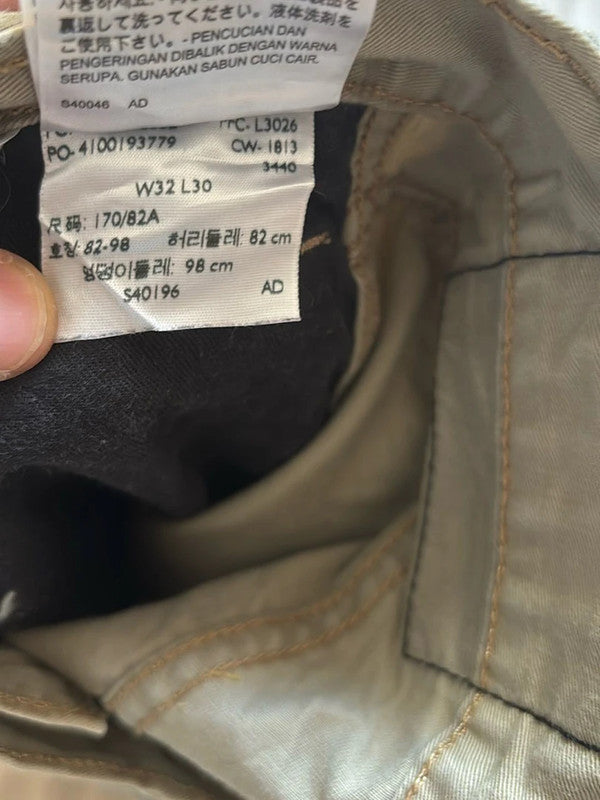 裏返して洗ってください。液体洗剤を
ご使用下さい。- PENCUCIAN DAN
PENGERINGAN DIBALIK DENGAN WARNA
SERUPA. GUNAKAN SABUN CUCI CAIR.
S40046 AD
PC- L3026
PO- 4100193779 CW- 1813
3440
W32 L30
尺码: 170/82A
호칭: 82-98 허리둘레: 82 cm
엉덩이둘레: 98 cm
S40196 AD